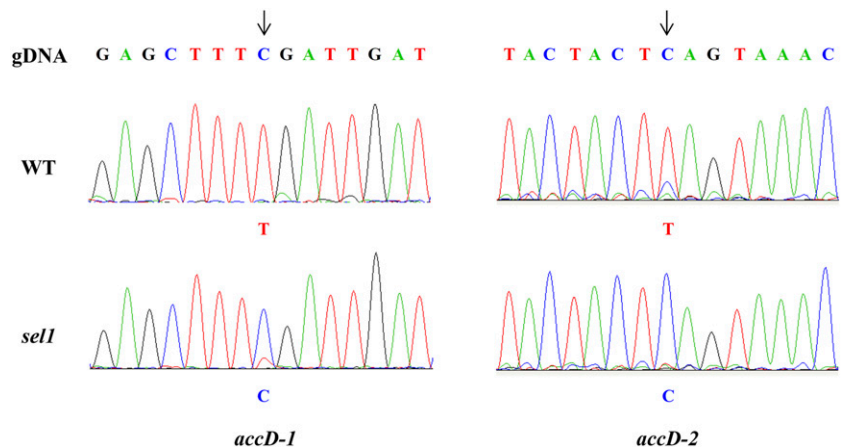 gDNA G A G C T T T C G A T T G A T T A C T A C T C A G T A A A C
WT
T T
sel1
C C
accD-1 accD-2